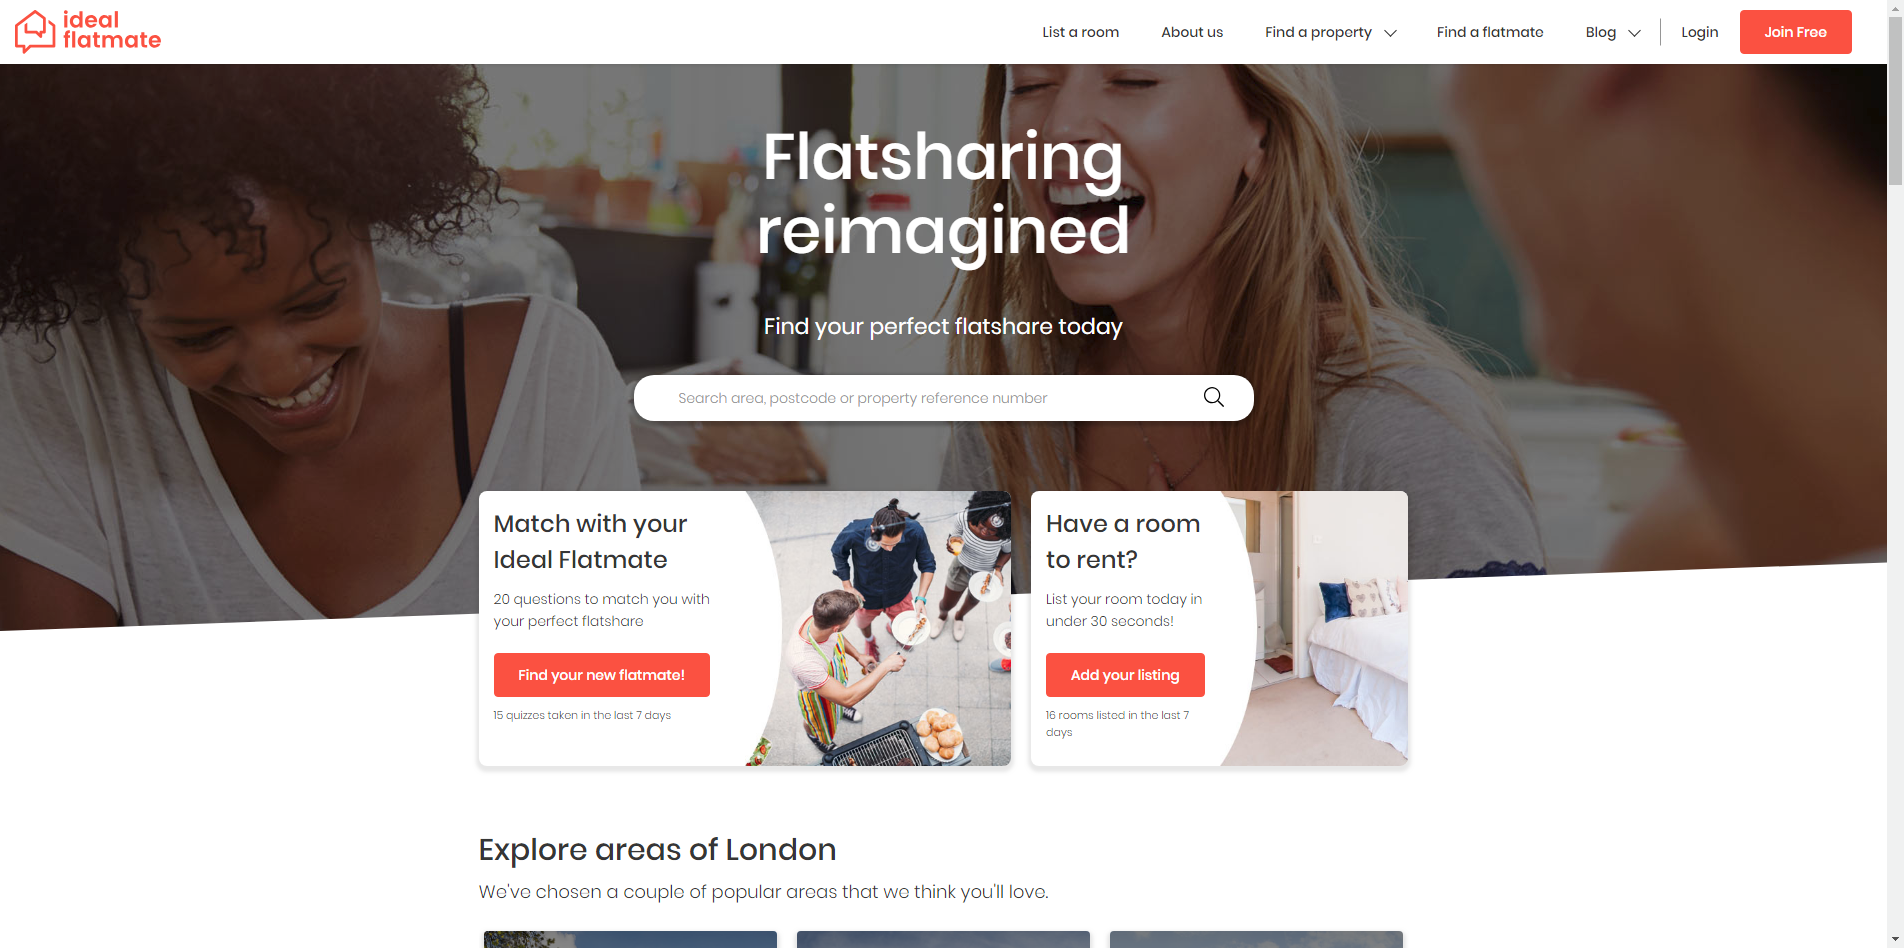 ideal
flatmate
List a room
About us
Find a property
Find a flatmate
Blog
Login
Join Free
Flatsharing
reimagined
Find your perfect flatshare today
Search area, postcode or property reference number
Match with your
Ideal Flatmate
20 questions to match you with
your perfect flatshare
Find your new flatmate!
15 quizzes taken in the last 7 days
Have a room
to rent?
List your room today in
under 30 seconds!
Add your listing
16 rooms listed in the last 7
days
Explore areas of London
We've chosen a couple of popular areas that we think you'll love.